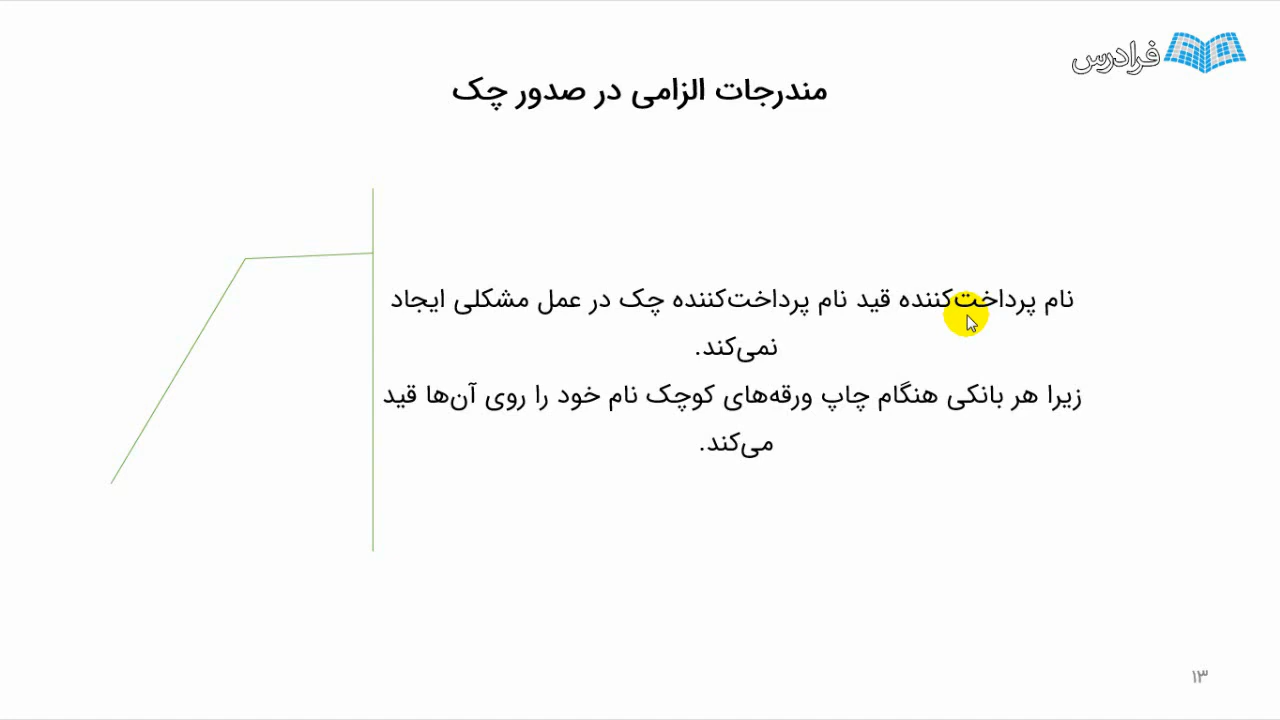 فرادرس
مندرجات الزامی در صدور چک
نام پرداخت‌کننده قید نام پرداخت‌کننده چک در عمل مشکلی ایجاد
نمی‌کند.
زیرا هر بانکی هنگام چاپ ورقه‌های کوچک نام خود را روی آن‌ها قید
می‌کند.
۱۳